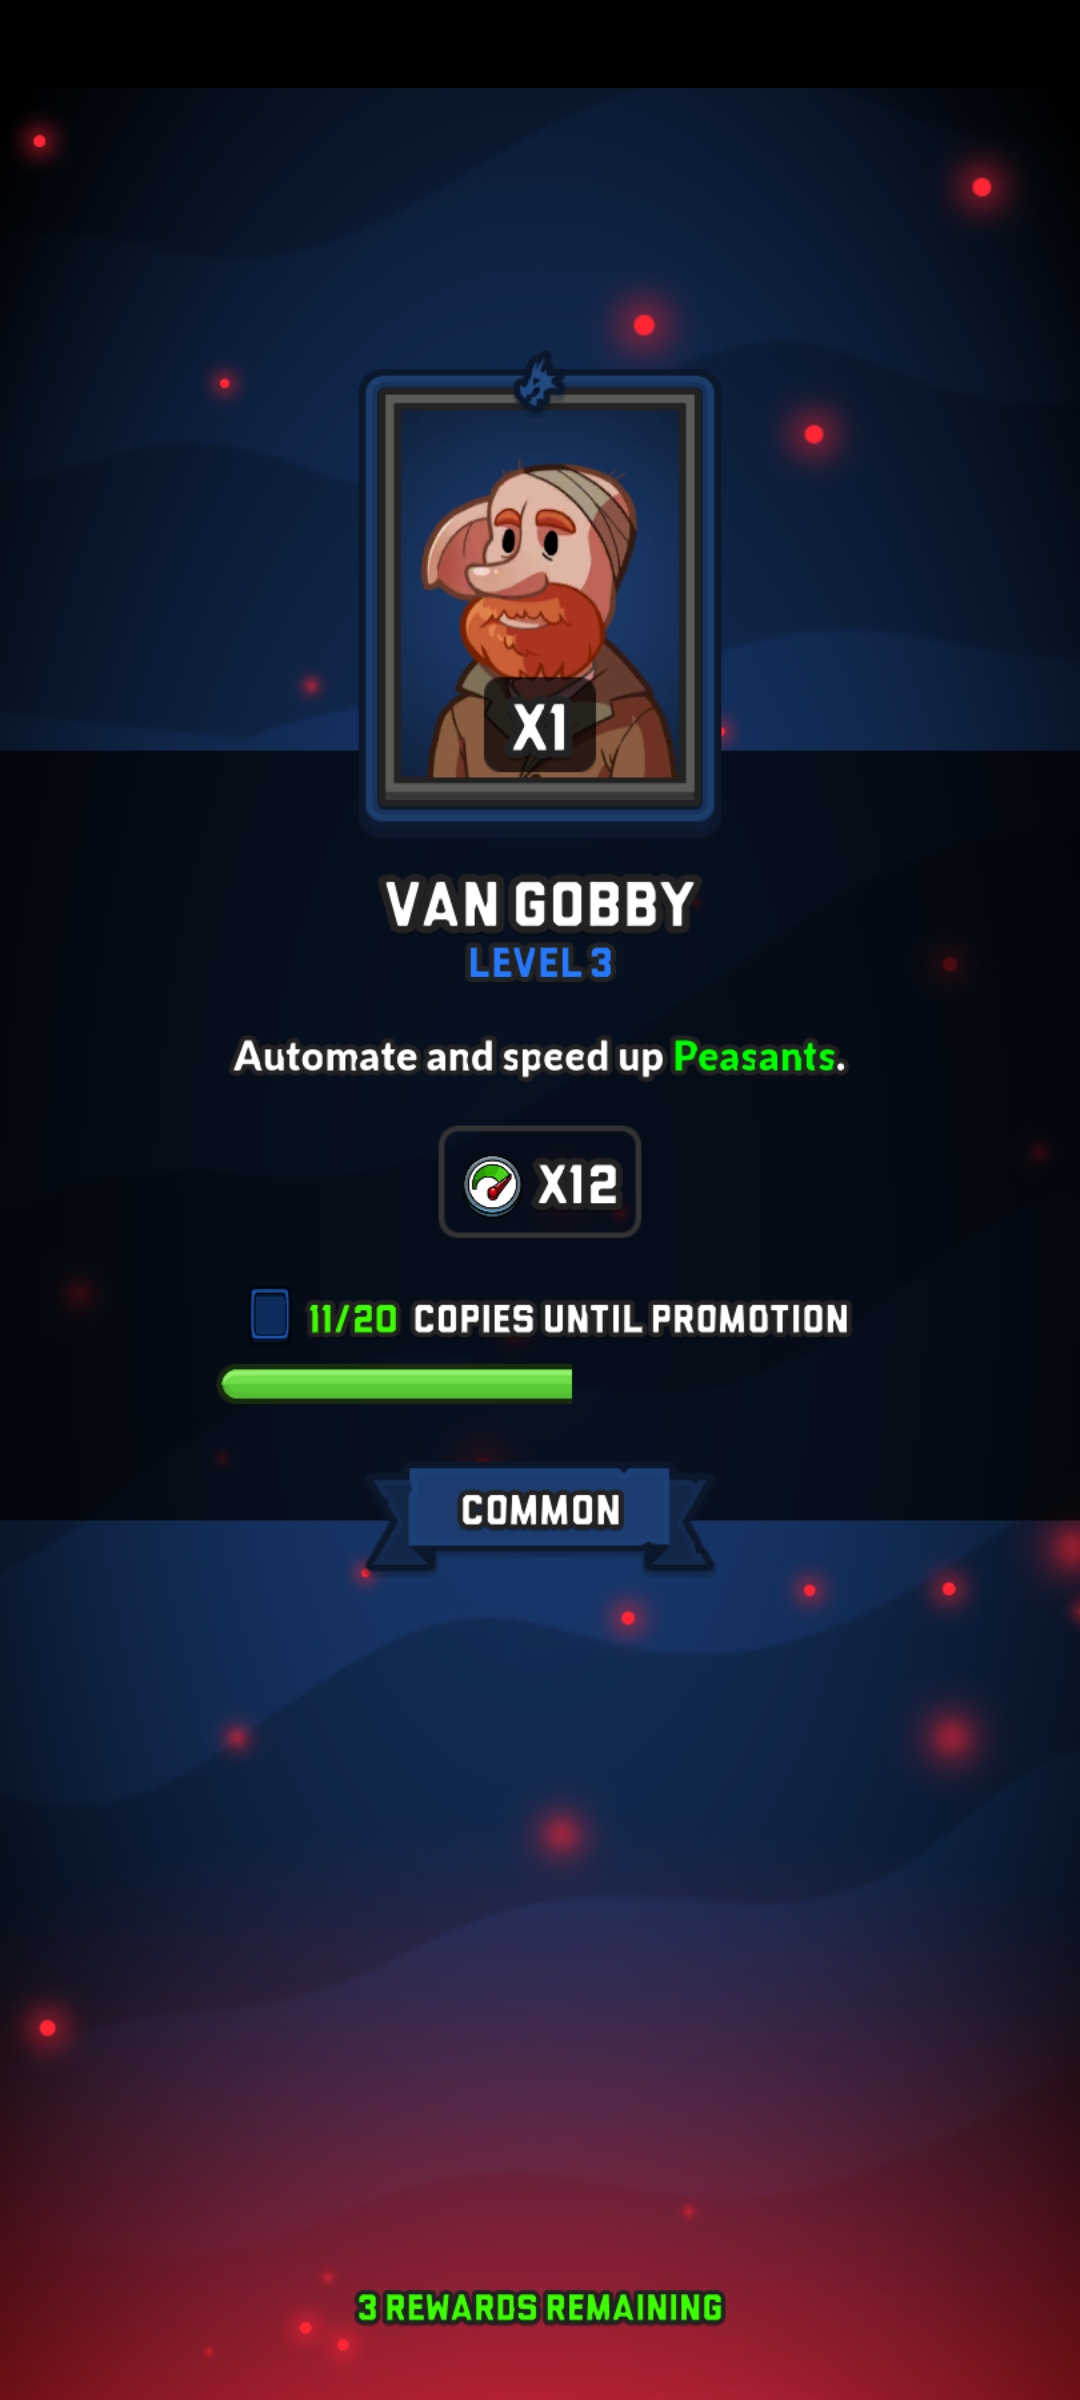 X1
VAN GOBBY
LEVEL 3
Automate and speed up Peasants.
X12
11/20 COPIES UNTIL PROMOTION
COMMON
3 REWARDS REMAINING